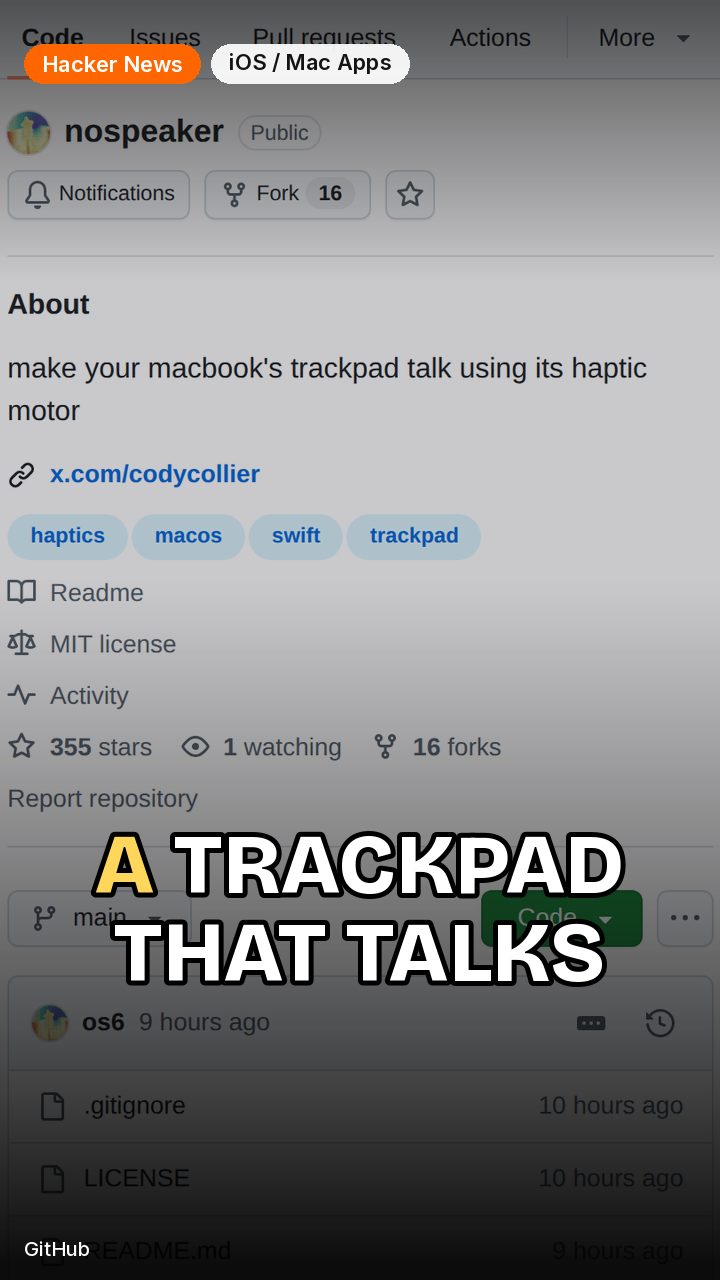 Code Issues Pull requests Actions More
Hacker News iOS / Mac Apps
nospeaker Public
Notifications Fork 16
About
make your macbook's trackpad talk using its haptic
motor
x.com/codycollier
haptics macos swift trackpad
Readme
MIT license
Activity
355 stars 1 watching 16 forks
Report repository
A TRACKPAD
main Code
THAT TALKS
os6 9 hours ago
.gitignore 10 hours ago
LICENSE 10 hours ago
README.md 9 hours ago
GitHub